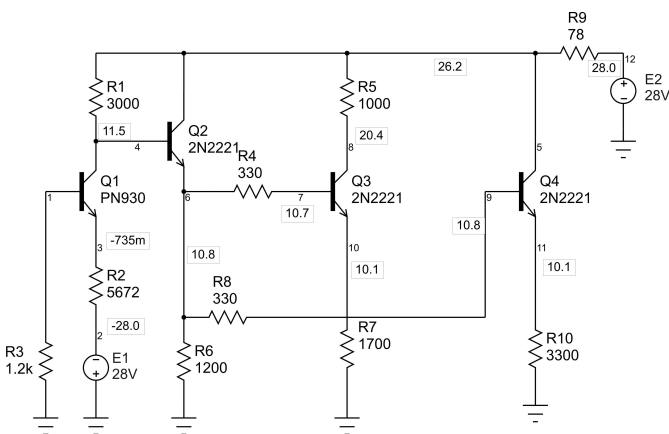 R9
78
12
28.0
E2
28V
26.2
R1
3000
R5
1000
11.5
4
Q2
2N2221
20.4
8
5
R4
330
1
Q1
PN930
6
7
Q3
2N2221
9
Q4
2N2221
10.7
10.8
3
-735m
10.8
10
10.1
11
10.1
R2
5672
R8
330
2
-28.0
R3
1.2k
E1
28V
R6
1200
R7
1700
R10
3300